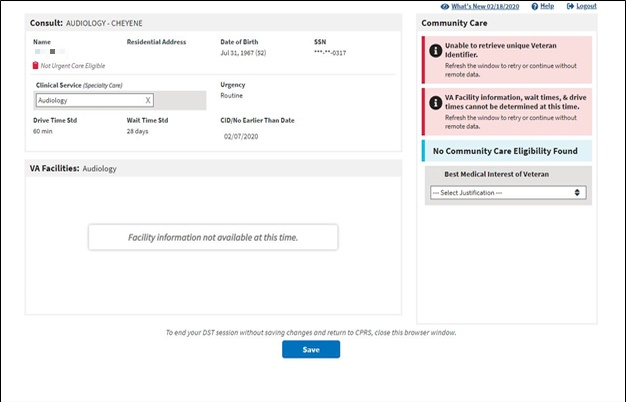 What's New 02/18/2020 Help Logout
Consult: AUDIOLOGY - CHEYENE
Name Residential Address Date of Birth SSN
Jul 31, 1967 (52) ***-**-0317
Not Urgent Care Eligible
Clinical Service (Specialty Care) Urgency
Audiology X Routine
Drive Time Std Wait Time Std CID/No Earlier Than Date
60 min 28 days 02/07/2020
VA Facilities: Audiology
Facility information not available at this time.
Community Care
Unable to retrieve unique Veteran
Identifier.
Refresh the window to retry or continue without
remote data.
VA Facility information, wait times, & drive
times cannot be determined at this time.
Refresh the window to retry or continue without
remote data.
No Community Care Eligibility Found
Best Medical Interest of Veteran
--- Select Justification ---
To end your DST session without saving changes and return to CPRS, close this browser window.
Save